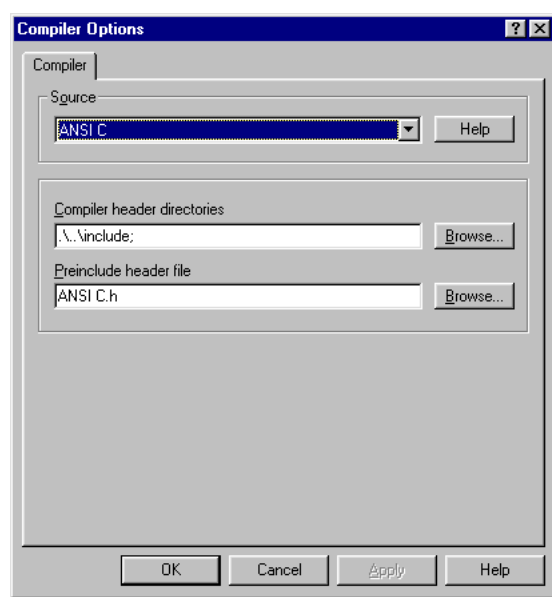 Compiler Options
Compiler
Source
ANSI C
Help
Compiler header directories
.\..\include;
Browse...
Preinclude header file
ANSI C.h
Browse...
OK Cancel Apply Help